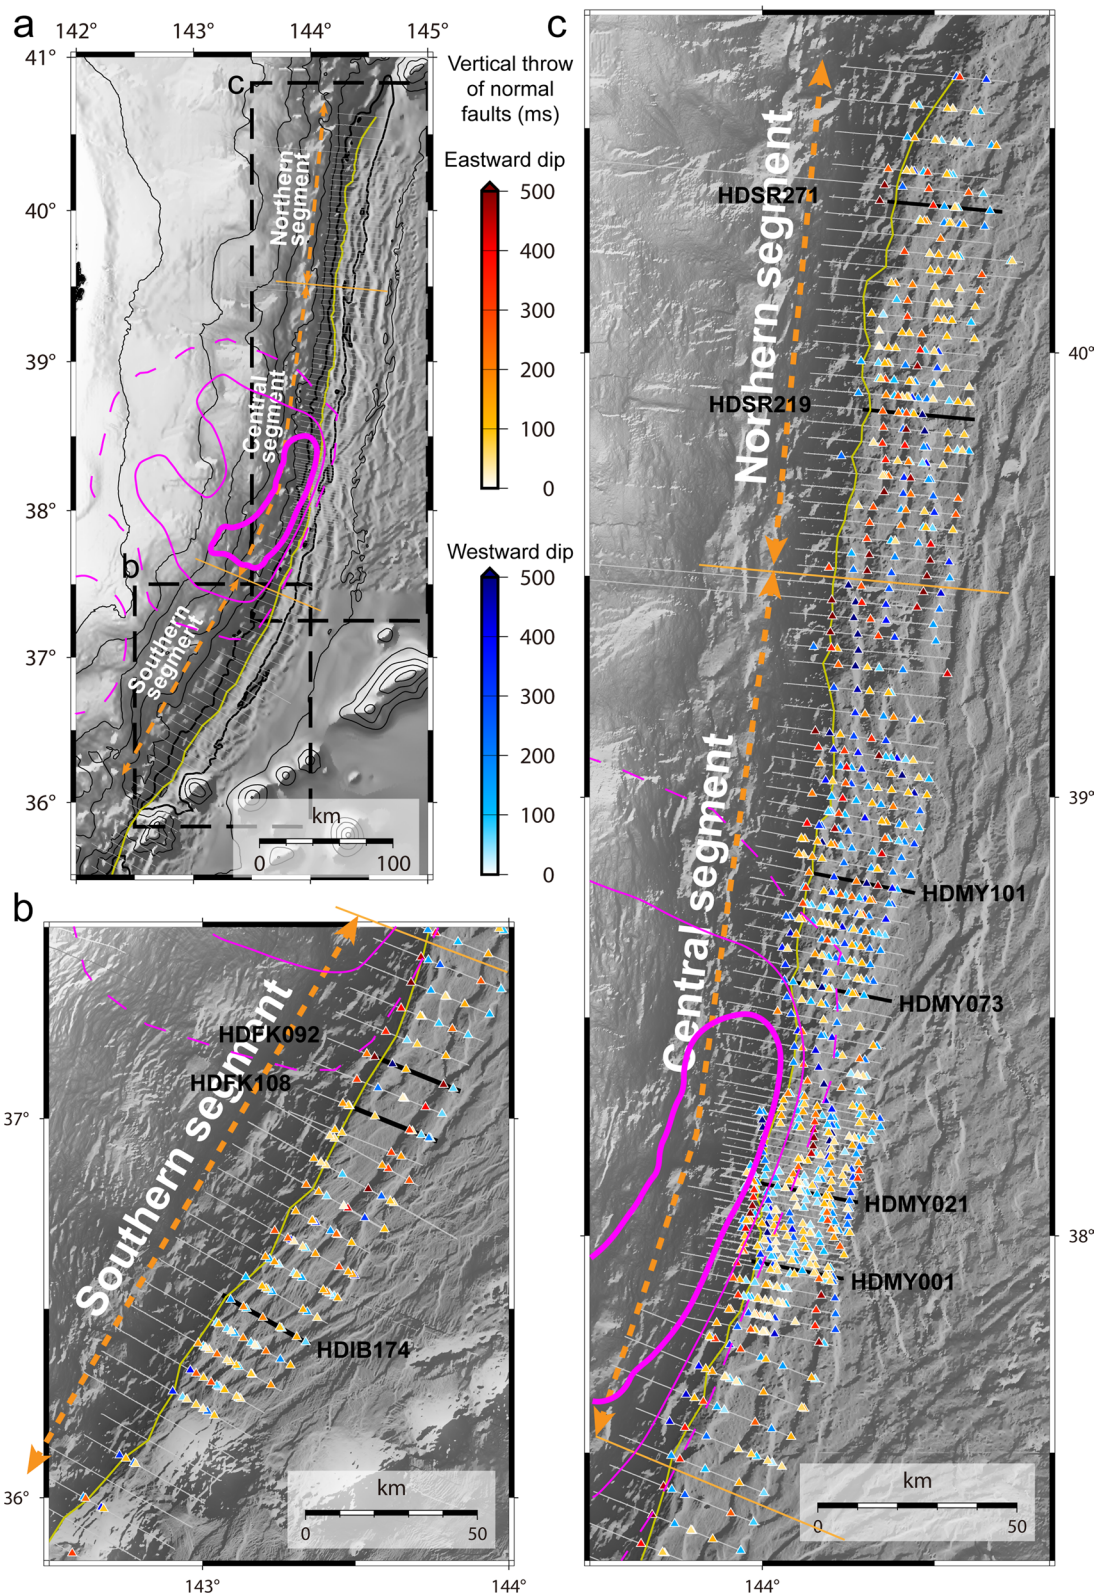 a
142°
143°
144°
145°
41°
40°
39°
38°
37°
36°
c
b
Northern
segment
Central
segment
Southern
segment
km
0
100
Vertical throw
of normal
faults (ms)
Eastward dip
500
400
300
200
100
0
Westward dip
500
400
300
200
100
0
b
Southern segment
HDFK092
HDFK108
HDIB174
37°
36°
143°
144°
km
0
50
c
Northern segment
Central segment
HDSR271
HDSR219
HDMY101
HDMY073
HDMY021
HDMY001
40°
39°
38°
144°
km
0
50